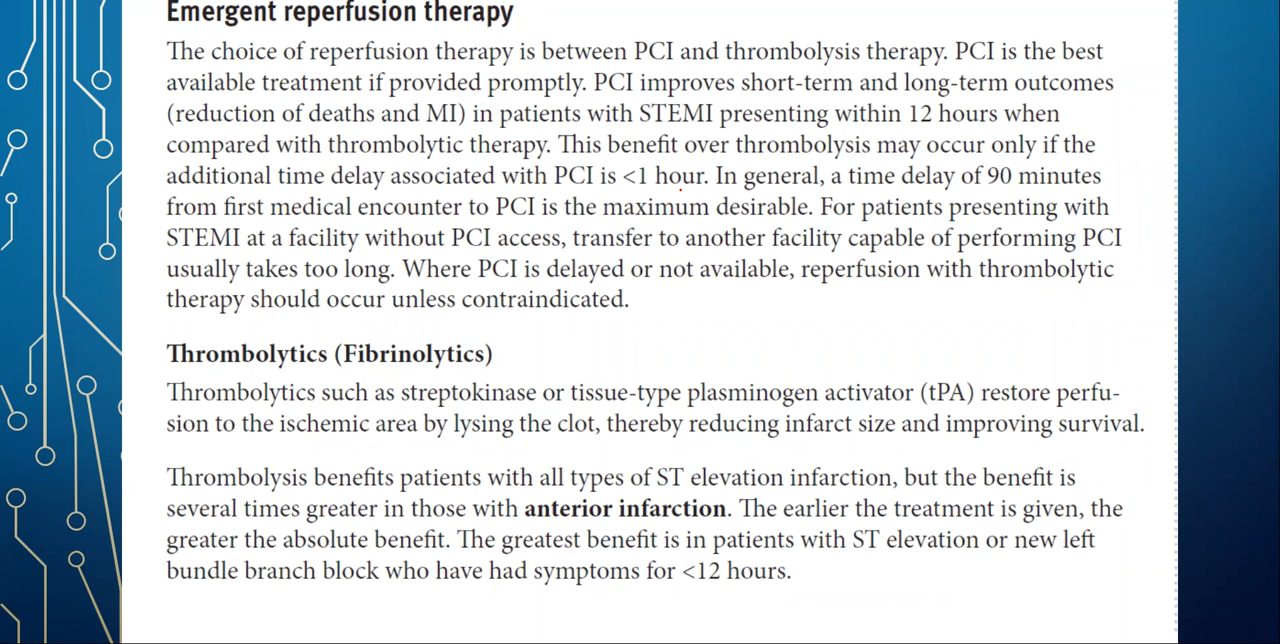 Emergent reperfusion therapy
The choice of reperfusion therapy is between PCI and thrombolysis therapy. PCI is the best
available treatment if provided promptly. PCI improves short-term and long-term outcomes
(reduction of deaths and MI) in patients with STEMI presenting within 12 hours when
compared with thrombolytic therapy. This benefit over thrombolysis may occur only if the
additional time delay associated with PCI is <1 hour. In general, a time delay of 90 minutes
from first medical encounter to PCI is the maximum desirable. For patients presenting with
STEMI at a facility without PCI access, transfer to another facility capable of performing PCI
usually takes too long. Where PCI is delayed or not available, reperfusion with thrombolytic
therapy should occur unless contraindicated.
Thrombolytics (Fibrinolytics)
Thrombolytics such as streptokinase or tissue-type plasminogen activator (tPA) restore perfu-
sion to the ischemic area by lysing the clot, thereby reducing infarct size and improving survival.
Thrombolysis benefits patients with all types of ST elevation infarction, but the benefit is
several times greater in those with anterior infarction. The earlier the treatment is given, the
greater the absolute benefit. The greatest benefit is in patients with ST elevation or new left
bundle branch block who have had symptoms for <12 hours.